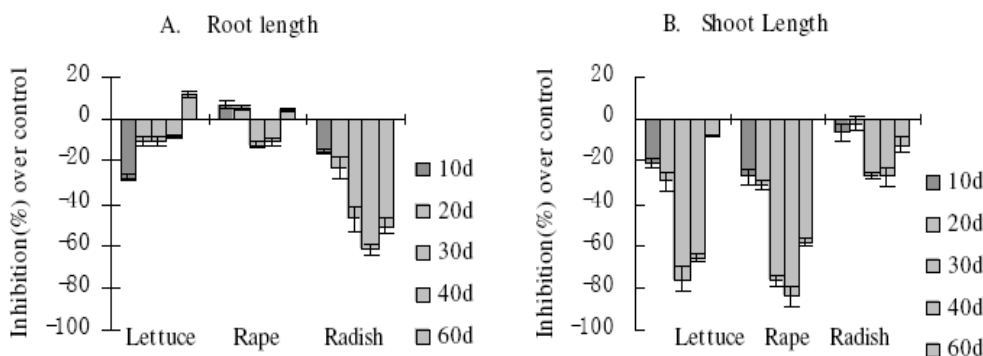 A. Root length
Inhibition(%) over control
20
0
-20
-40
-60
-80
-100
Lettuce Rape Radish
10d
20d
30d
40d
60d
B. Shoot Length
Inhibition(%) over control
20
0
-20
-40
-60
-80
-100
Lettuce Rape Radish
10d
20d
30d
40d
60d